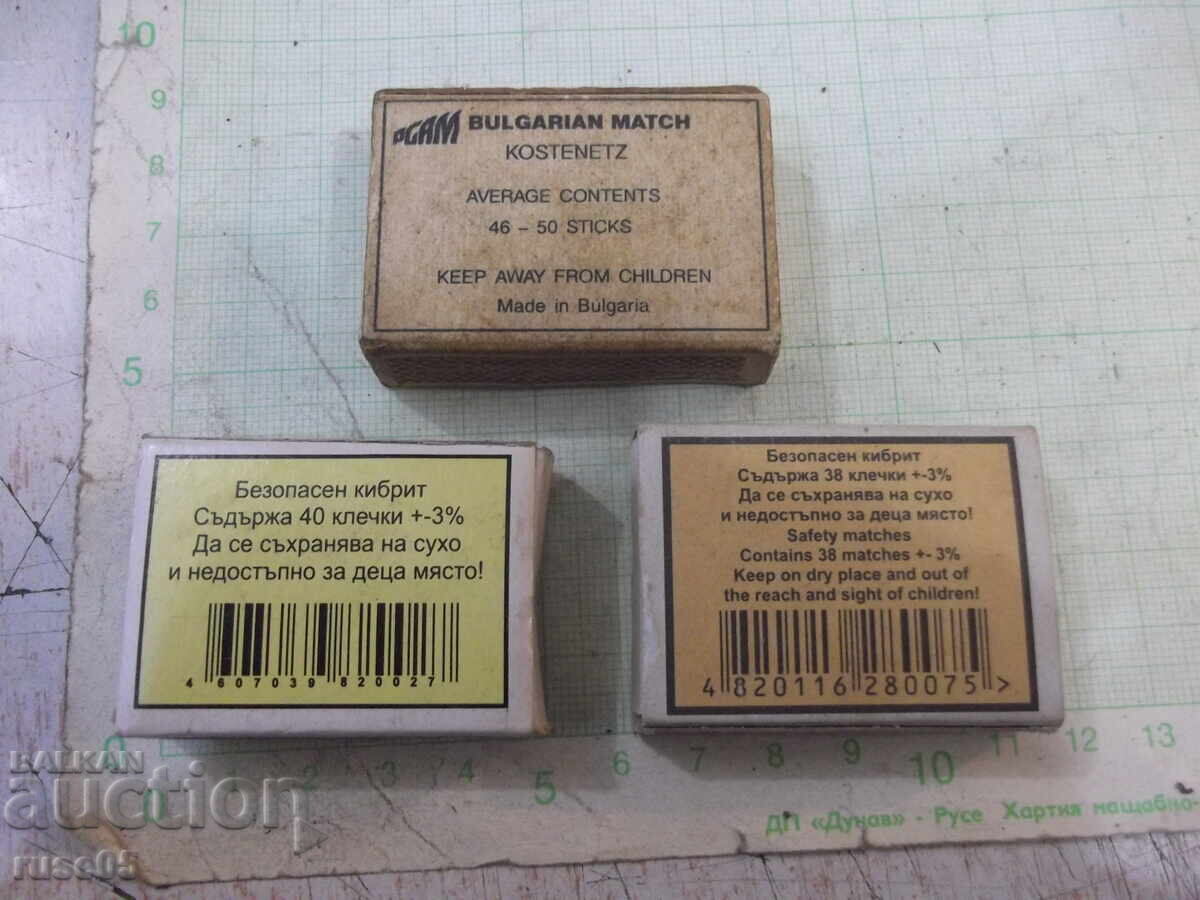 10
9
8
7
6
5
PGAM BULGARIAN MATCH
KOSTENETZ
AVERAGE CONTENTS
46 - 50 STICKS
KEEP AWAY FROM CHILDREN
Made in Bulgaria
Безопасен кибрит
Съдържа 40 клечки +-3%
Да се съхранява на сухо
и недостъпно за деца място!
4 607039 820027
Безопасен кибрит
Съдържа 38 клечки +-3%
Да се съхранява на сухо
и недостъпно за деца място!
Safety matches
Contains 38 matches +- 3%
Keep on dry place and out of
the reach and sight of children!
4 820116 280075 >
0
0 2 3 4 5 6 7 8 9 10 11 12 13
ДП «Дунав» - Русе Хартия мащабно-
BALKAN
auction
ruse05